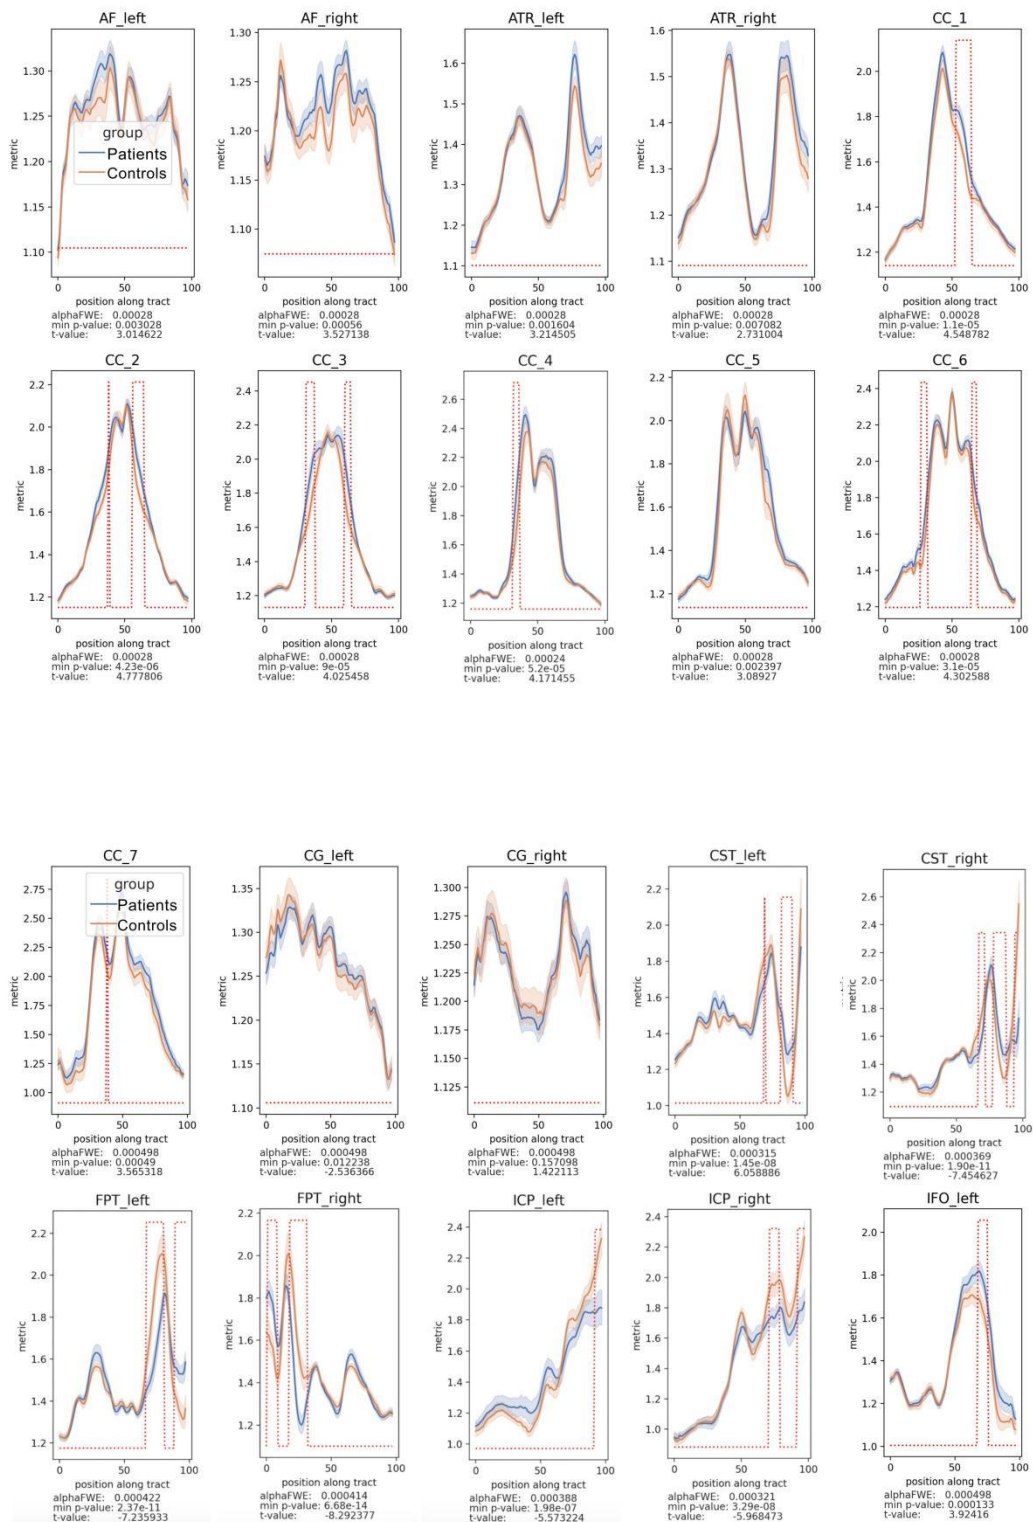 AF_left
AF_right
ATR_left
ATR_right
CC_1
metric
1.30
1.25
1.20
1.15
1.10
group
Patients
Controls
0
50
100
position along tract
alphaFWE: 0.00028
min p-value: 0.003028
t-value: 3.014622
metric
1.30
1.25
1.20
1.15
1.10
0
50
100
position along tract
alphaFWE: 0.00028
min p-value: 0.00056
t-value: 3.527138
metric
1.6
1.5
1.4
1.3
1.2
1.1
0
50
100
position along tract
alphaFWE: 0.00028
min p-value: 0.001604
t-value: 3.214505
metric
1.6
1.5
1.4
1.3
1.2
1.1
0
50
100
position along tract
alphaFWE: 0.00028
min p-value: 0.007082
t-value: 2.731004
metric
2.0
1.8
1.6
1.4
1.2
0
50
100
position along tract
alphaFWE: 0.00028
min p-value: 1.1e-05
t-value: 4.548782
CC_2
CC_3
CC_4
CC_5
CC_6
metric
2.2
2.0
1.8
1.6
1.4
1.2
0
50
100
position along tract
alphaFWE: 0.00028
min p-value: 4.23e-06
t-value: 4.777806
metric
2.2
2.0
1.8
1.6
1.4
1.2
0
50
100
position along tract
alphaFWE: 0.00028
min p-value: 9e-05
t-value: 4.025458
metric
2.6
2.4
2.2
2.0
1.8
1.6
1.4
1.2
0
50
100
position along tract
alphaFWE: 0.00024
min p-value: 5.2e-05
t-value: 4.171455
metric
2.2
2.0
1.8
1.6
1.4
1.2
0
50
100
position along tract
alphaFWE: 0.00028
min p-value: 0.002397
t-value: 3.08927
metric
2.4
2.2
2.0
1.8
1.6
1.4
1.2
0
50
100
position along tract
alphaFWE: 0.00028
min p-value: 3.1e-05
t-value: 4.302588
CC_7
CG_left
CG_right
CST_left
CST_right
metric
2.75
2.50
2.25
2.00
1.75
1.50
1.25
1.00
group
Patients
Controls
0
50
100
position along tract
alphaFWE: 0.000498
min p-value: 0.00049
t-value: 3.565318
metric
1.35
1.30
1.25
1.20
1.15
1.10
0
50
100
position along tract
alphaFWE: 0.000498
min p-value: 0.012238
t-value: -2.536366
metric
1.300
1.275
1.250
1.225
1.200
1.175
1.150
1.125
0
50
100
position along tract
alphaFWE: 0.000498
min p-value: 0.157098
t-value: 1.422113
metric
2.2
2.0
1.8
1.6
1.4
1.2
1.0
0
50
100
position along tract
alphaFWE: 0.000315
min p-value: 1.45e-08
t-value: 6.058886
metric
2.6
2.4
2.2
2.0
1.8
1.6
1.4
1.2
0
50
100
position along tract
alphaFWE: 0.000369
min p-value: 1.90e-11
t-value: -7.454627
FPT_left
FPT_right
ICP_left
ICP_right
IFO_left
metric
2.2
2.0
1.8
1.6
1.4
1.2
0
50
100
position along tract
alphaFWE: 0.000422
min p-value: 2.37e-11
t-value: -7.235933
metric
2.2
2.0
1.8
1.6
1.4
1.2
0
50
100
position along tract
alphaFWE: 0.000414
min p-value: 6.68e-14
t-value: -8.292377
metric
2.4
2.2
2.0
1.8
1.6
1.4
1.2
1.0
0
50
100
position along tract
alphaFWE: 0.000388
min p-value: 1.98e-07
t-value: -5.573224
metric
2.4
2.2
2.0
1.8
1.6
1.4
1.2
1.0
0
50
100
position along tract
alphaFWE: 0.000321
min p-value: 3.29e-08
t-value: -5.968473
metric
2.0
1.8
1.6
1.4
1.2
1.0
0
50
100
position along tract
alphaFWE: 0.000498
min p-value: 0.000133
t-value: 3.92416